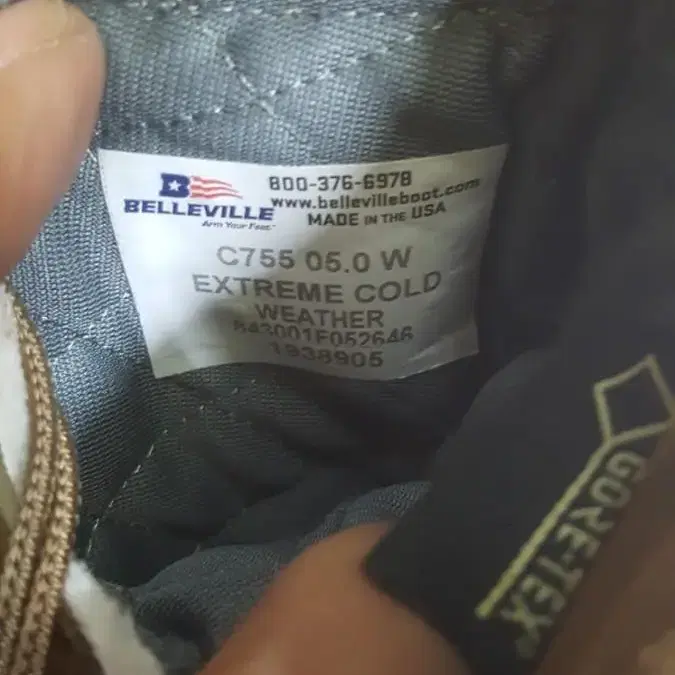 BELLEVILLE
Arm Your Feet
800-376-6978
www.bellevilleboot.com
MADE IN THE USA
C755 05.0 W
EXTREME COLD
WEATHER
843001F052646
1938905
GORE-TEX®